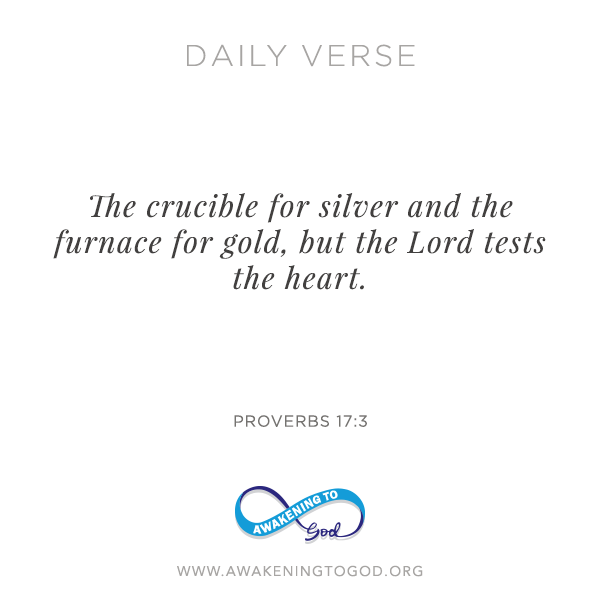 DAILY VERSE
The crucible for silver and the
furnace for gold, but the Lord tests
the heart.
PROVERBS 17:3
AWAKENING TO
God
WWW.AWAKENINGTOGOD.ORG